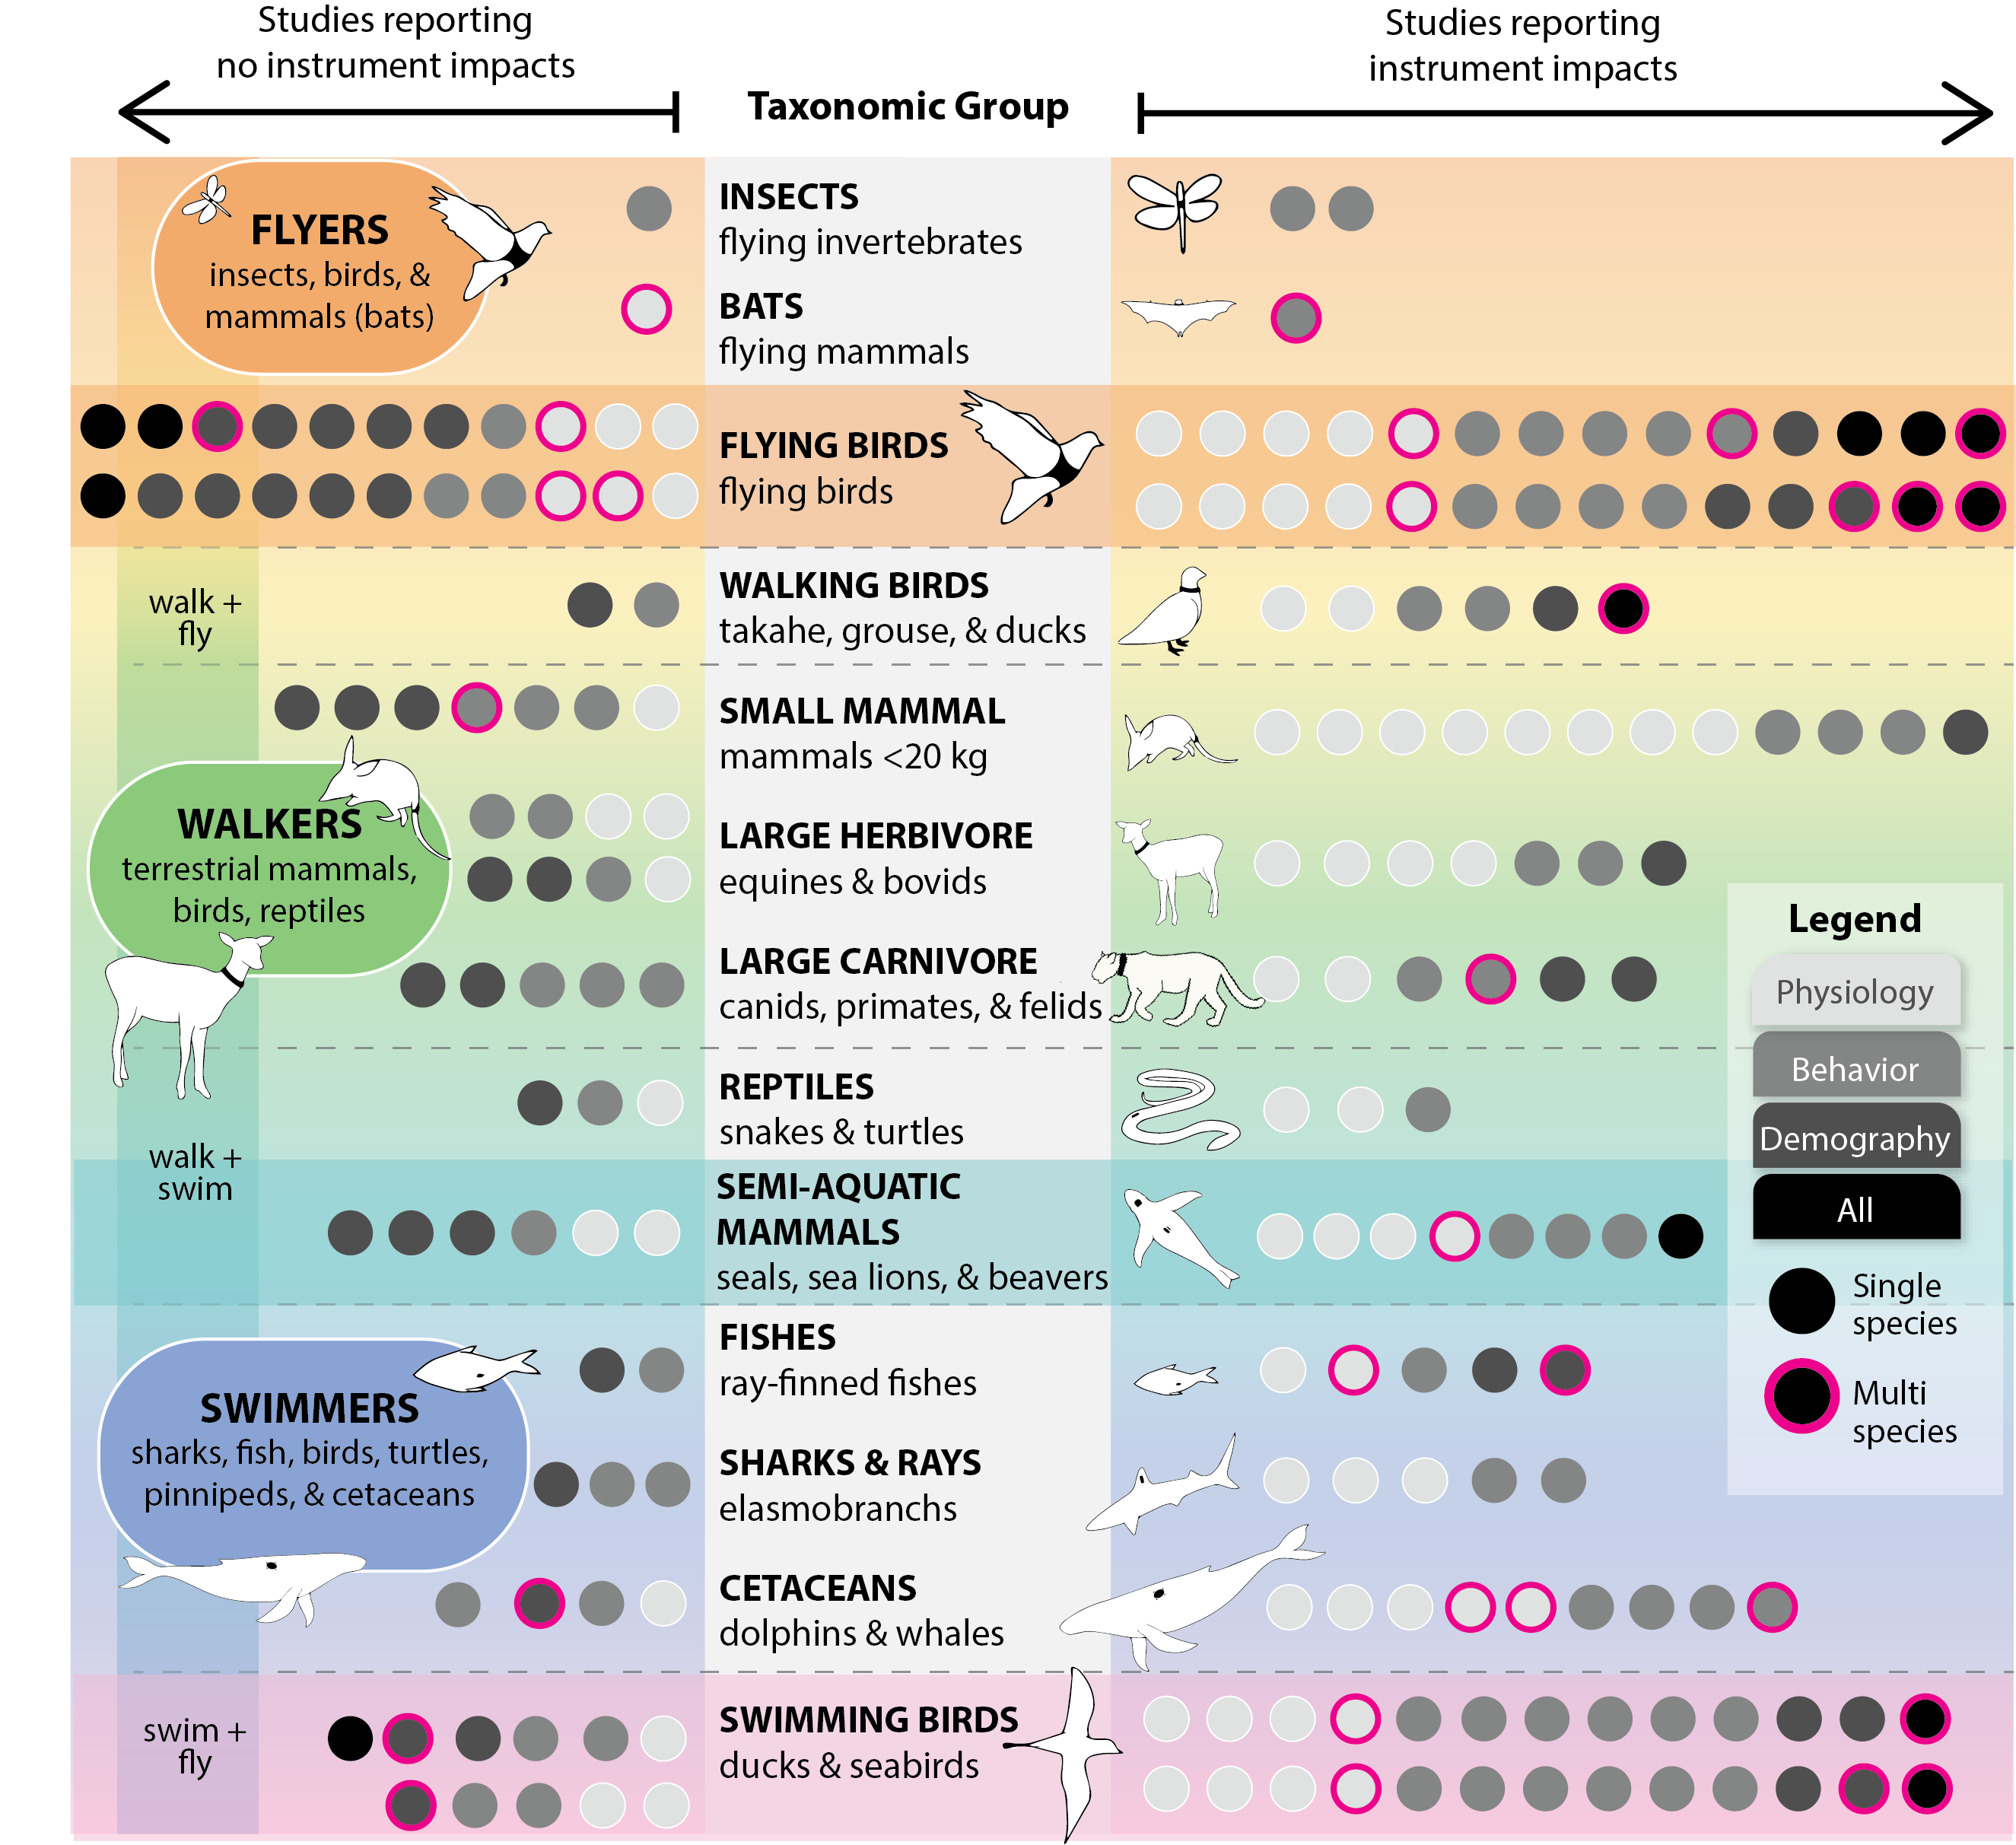 Studies reporting
no instrument impacts
Studies reporting
instrument impacts
Taxonomic Group
FLYERS
insects, birds, &
mammals (bats)
INSECTS
flying invertebrates
BATS
flying mammals
FLYING BIRDS
flying birds
walk +
fly
WALKING BIRDS
takahe, grouse, & ducks
SMALL MAMMAL
mammals <20 kg
WALKERS
terrestrial mammals,
birds, reptiles
LARGE HERBIVORE
equines & bovids
LARGE CARNIVORE
canids, primates, & felids
REPTILES
snakes & turtles
walk +
swim
SEMI-AQUATIC
MAMMALS
seals, sea lions, & beavers
FISHES
ray-finned fishes
SWIMMERS
sharks, fish, birds, turtles,
pinnipeds, & cetaceans
SHARKS & RAYS
elasmobranchs
CETACEANS
dolphins & whales
swim +
fly
SWIMMING BIRDS
ducks & seabirds
Legend
Physiology
Behavior
Demography
All
Single
species
Multi
species